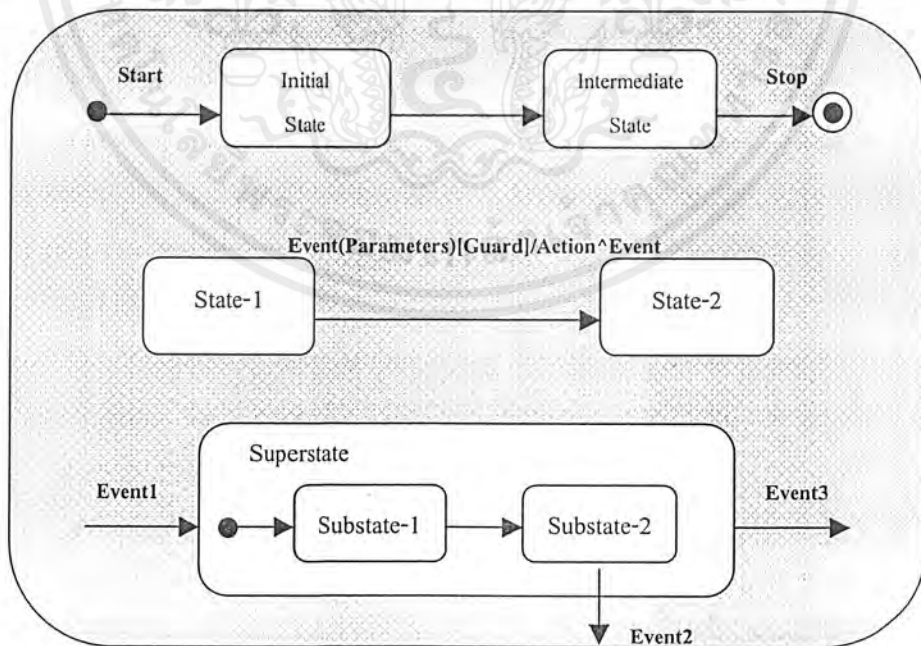 Start
Initial
State
Intermediate
State
Stop
Event(Parameters)[Guard]/Action^Event
State-1
State-2
Superstate
Event1
Substate-1
Substate-2
Event3
Event2